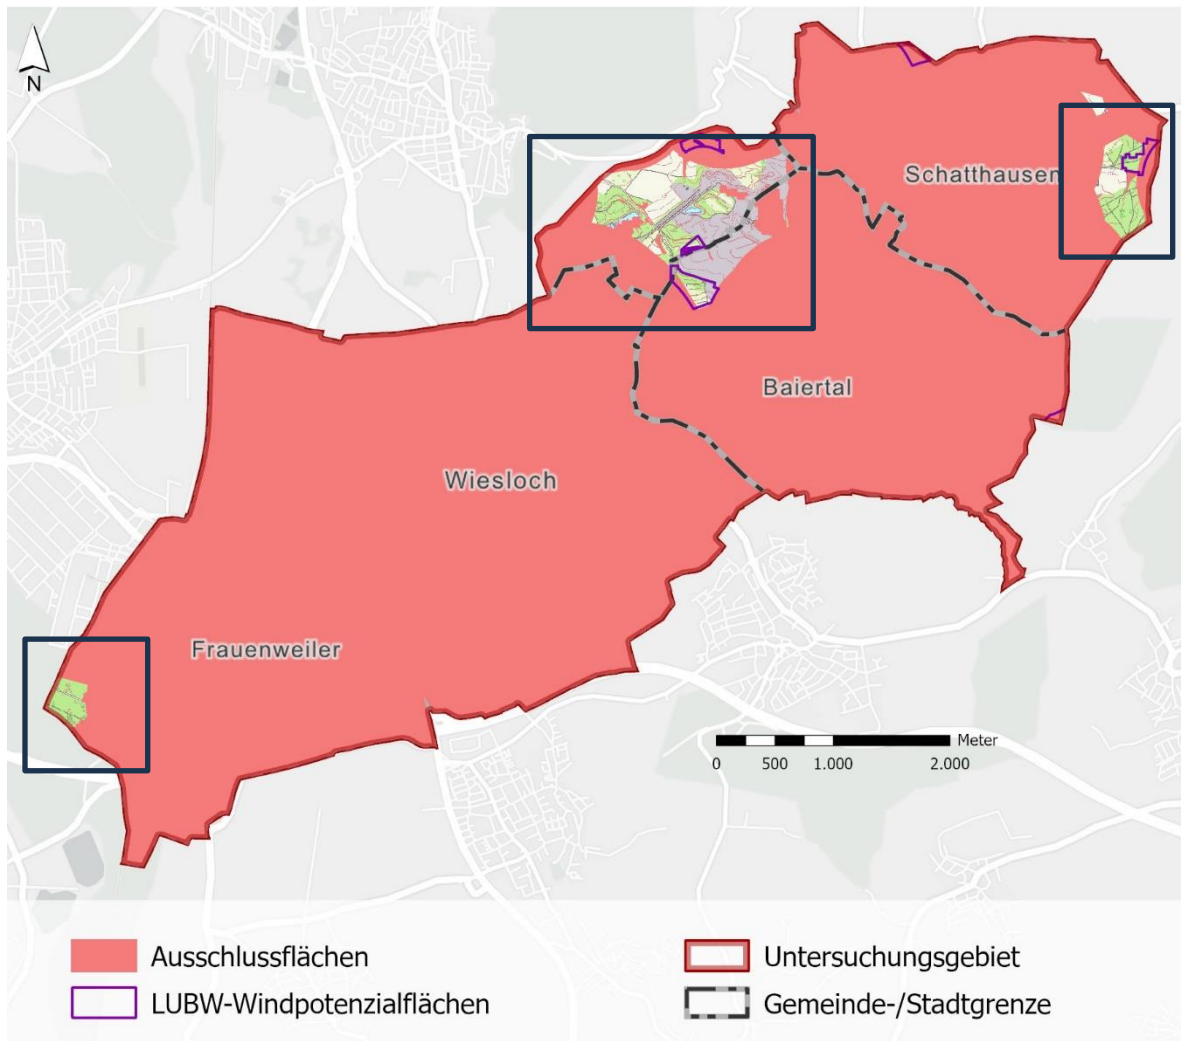 N
Schatthausen
Baiertal
Wiesloch
Frauenweiler
Meter
0 500 1.000 2.000
Ausschlussflächen
Untersuchungsgebiet
LUBW-Windpotenzialflächen
Gemeinde-/Stadtgrenze